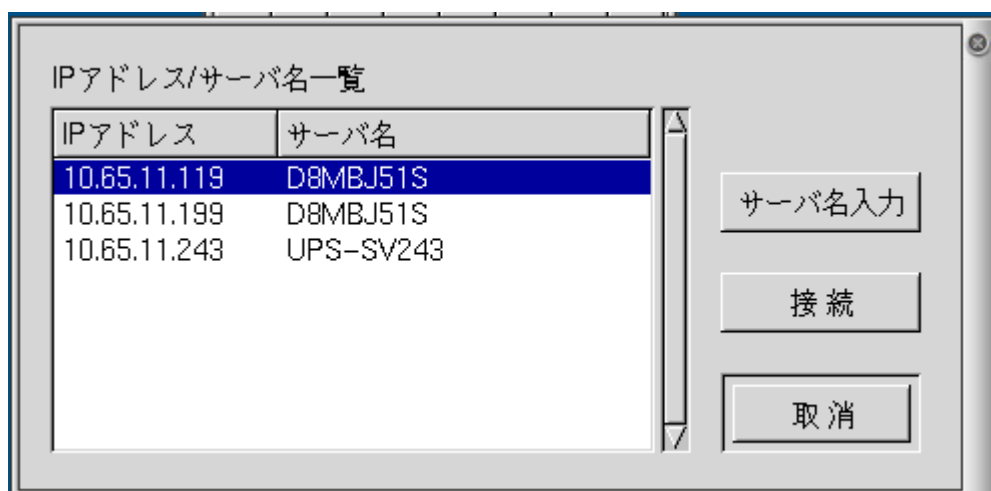 IPアドレス/サーバ名一覧
IPアドレス サーバ名
10.65.11.119 D8MBJ51S
10.65.11.199 D8MBJ51S
10.65.11.243 UPS-SV243
サーバ名入力
接 続
取 消